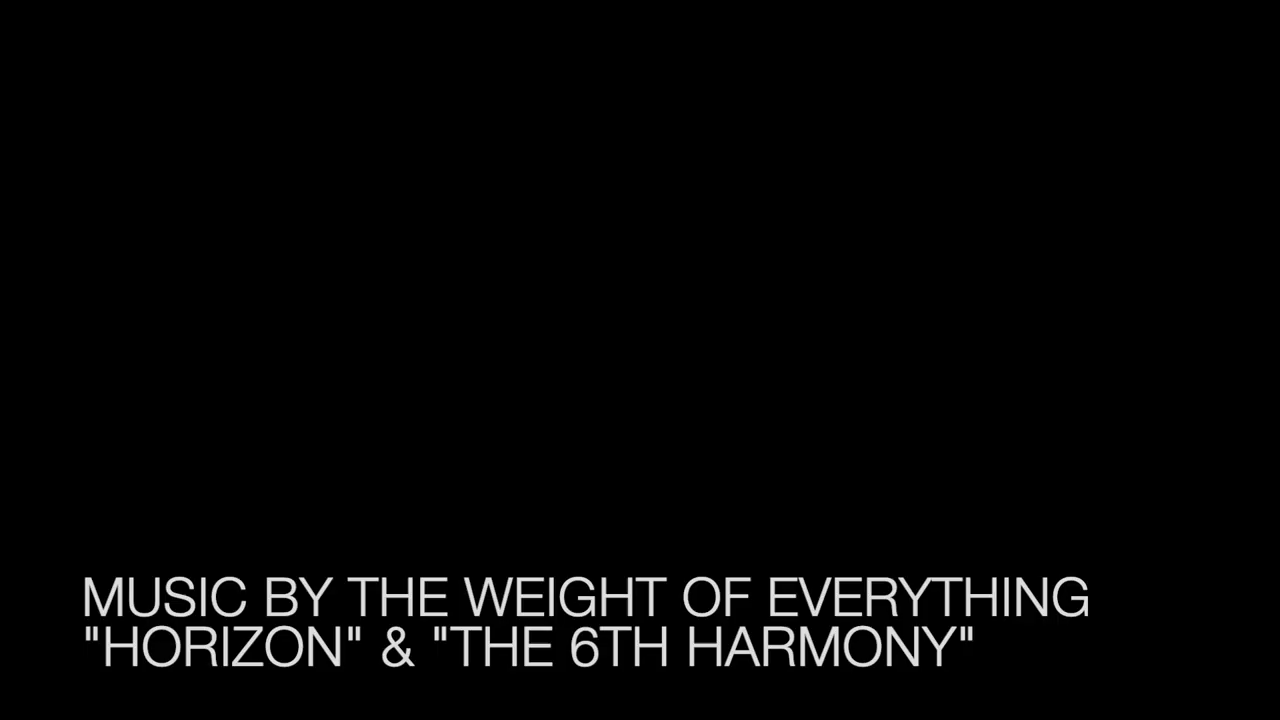 MUSIC BY THE WEIGHT OF EVERYTHING
"HORIZON" & "THE 6TH HARMONY"